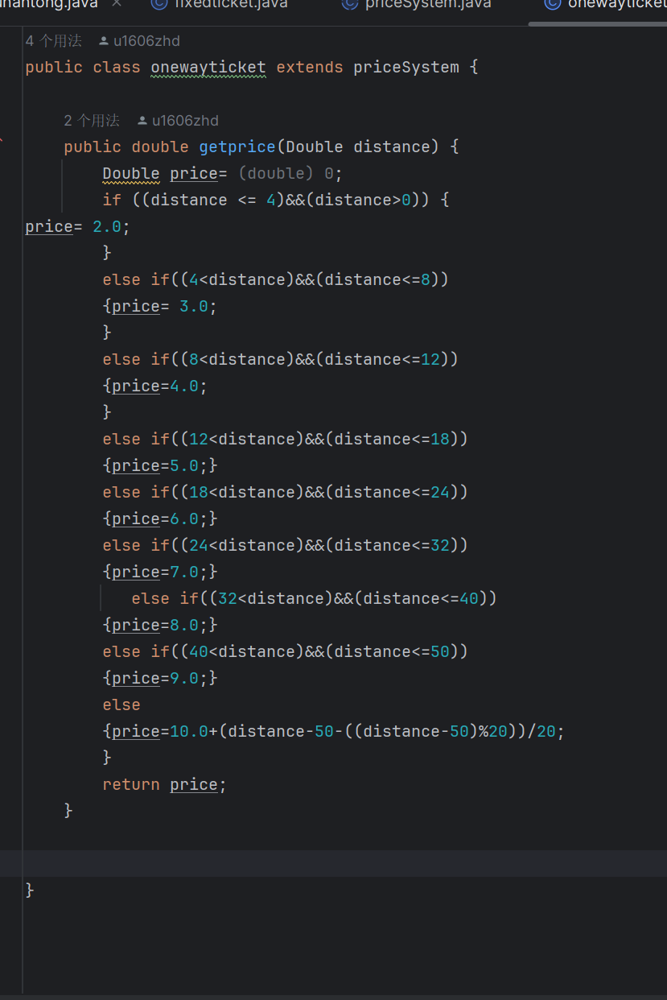 fixedticket.java priceSystem.java
4 个用法 u1606zhd
public class onewayticket extends priceSystem {
2 个用法 u1606zhd
public double getprice(Double distance) {
Double price= (double) 0;
if ((distance <= 4)&&(distance>0)) {
price= 2.0;
}
else if((4<distance)&&(distance<=8))
{price= 3.0;
}
else if((8<distance)&&(distance<=12))
{price=4.0;
}
else if((12<distance)&&(distance<=18))
{price=5.0;}
else if((18<distance)&&(distance<=24))
{price=6.0;}
else if((24<distance)&&(distance<=32))
{price=7.0;}
else if((32<distance)&&(distance<=40))
{price=8.0;}
else if((40<distance)&&(distance<=50))
{price=9.0;}
else
{price=10.0+(distance-50-((distance-50)%20))/20;
}
return price;
}
}